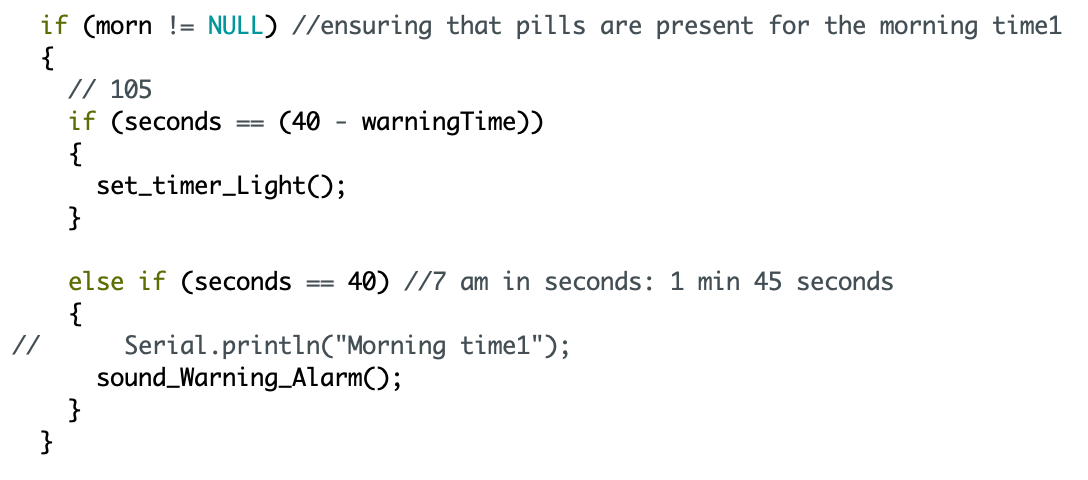 if (morn != NULL) //ensuring that pills are present for the morning time1
{
// 105
if (seconds == (40 - warningTime))
{
set_timer_Light();
}
else if (seconds == 40) //7 am in seconds: 1 min 45 seconds
{
//      Serial.println("Morning time1");
sound_Warning_Alarm();
}
}